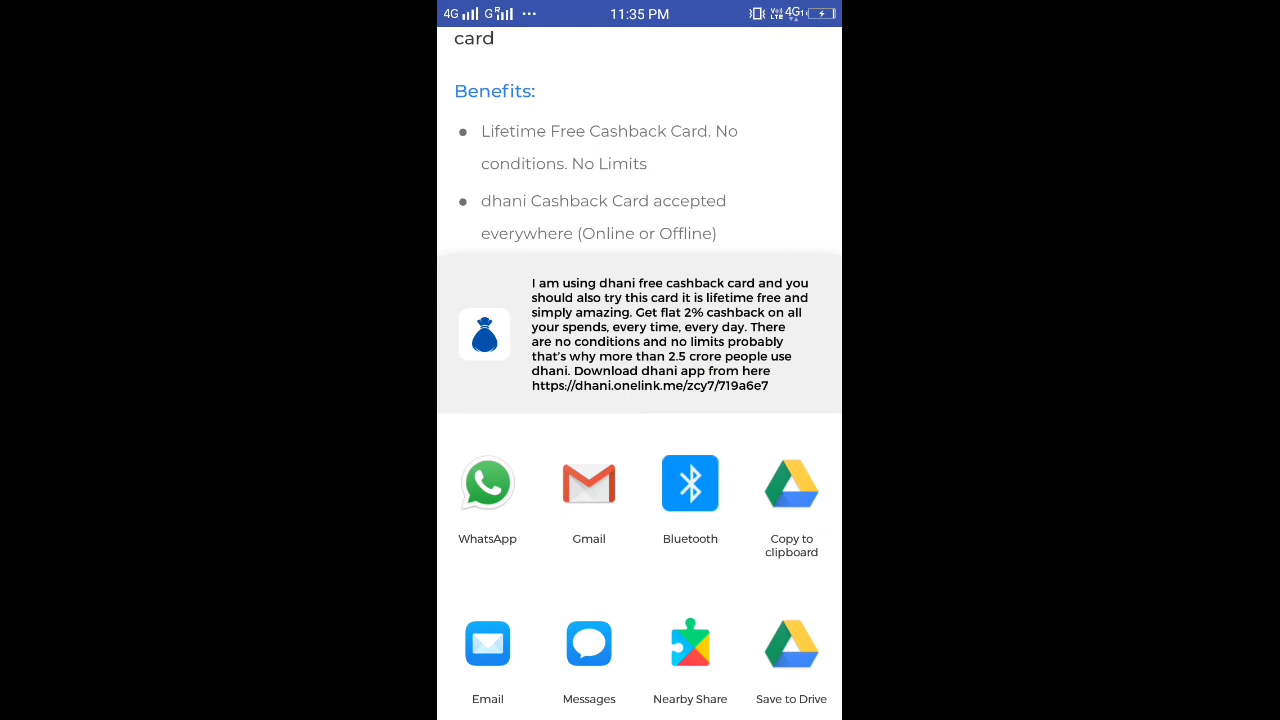 4G G R ... 11:35 PM VoD LTE 4G 1
card
Benefits:
Lifetime Free Cashback Card. No
conditions. No Limits
dhani Cashback Card accepted
everywhere (Online or Offline)
I am using dhani free cashback card and you
should also try this card it is lifetime free and
simply amazing. Get flat 2% cashback on all
your spends, every time, every day. There
are no conditions and no limits probably
that's why more than 2.5 crore people use
dhani. Download dhani app from here
https://dhani.onelink.me/zcy7/719a6e7
WhatsApp Gmail Bluetooth Copy to
clipboard
Email Messages Nearby Share Save to Drive